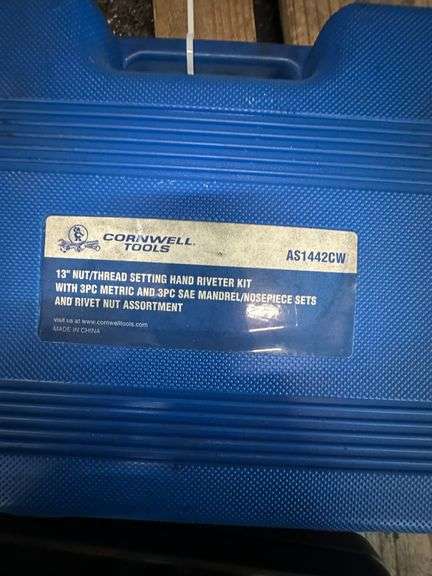 CORNWELL
TOOLS
AS1442CW
13" NUT/THREAD SETTING HAND RIVETER KIT
WITH 3PC METRIC AND 3PC SAE MANDREL/NOSEPIECE SETS
AND RIVET NUT ASSORTMENT
visit us at www.cornwelltools.com
MADE IN CHINA